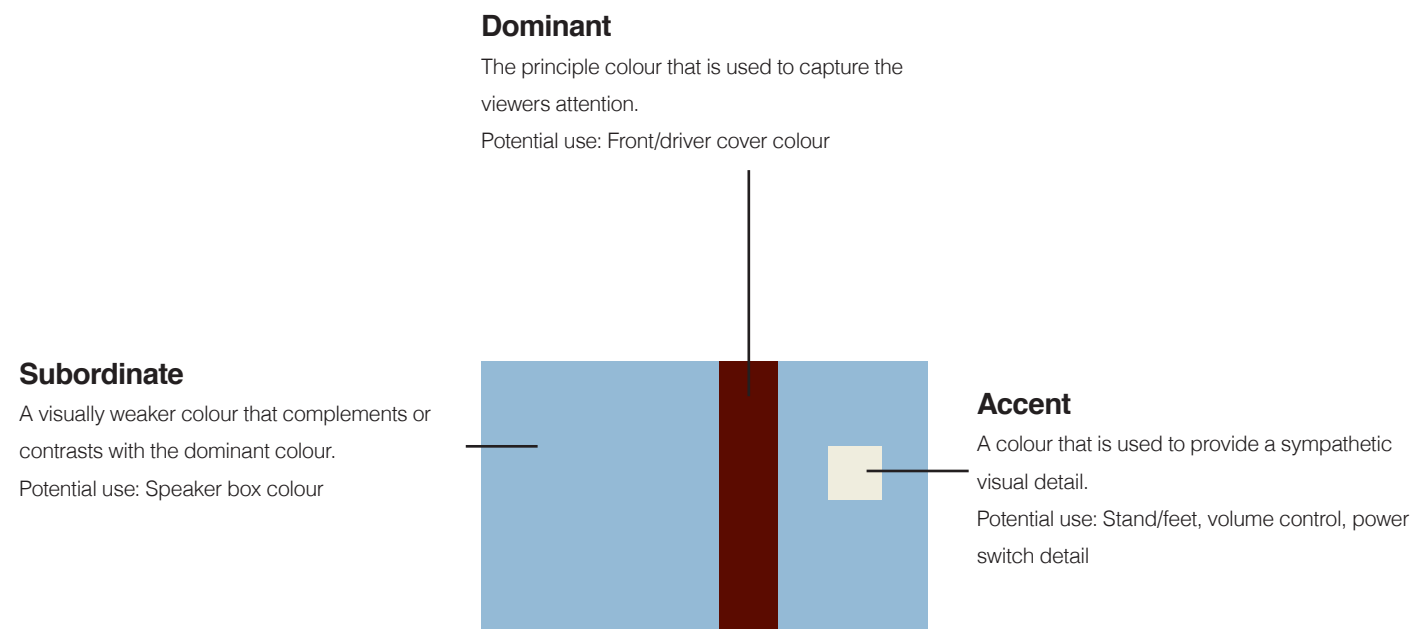 Dominant
The principle colour that is used to capture the
viewers attention.
Potential use: Front/driver cover colour
Subordinate
A visually weaker colour that complements or
contrasts with the dominant colour.
Potential use: Speaker box colour
Accent
A colour that is used to provide a sympathetic
visual detail.
Potential use: Stand/feet, volume control, power
switch detail